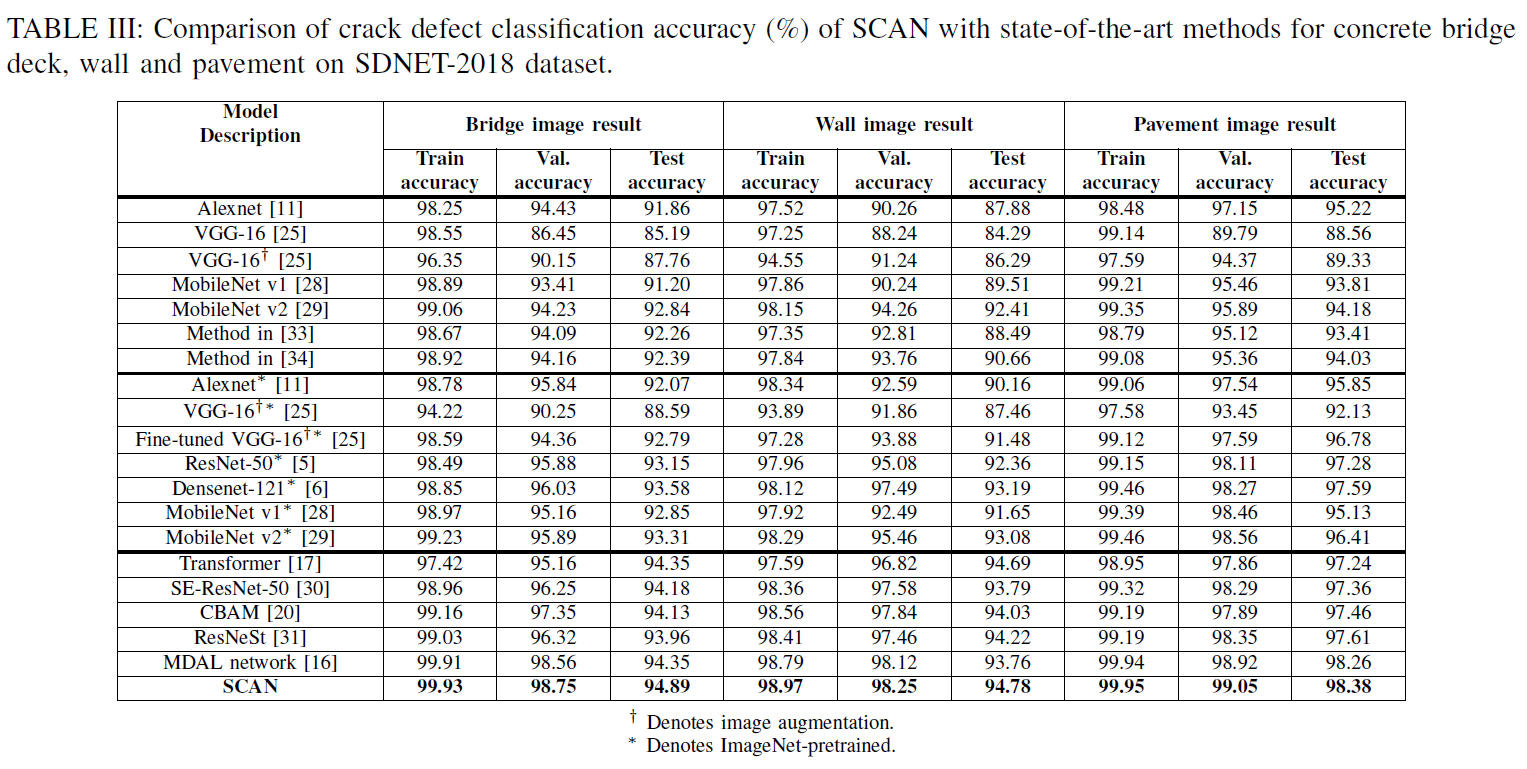 TABLE III: Comparison of crack defect classification accuracy (%) of SCAN with state-of-the-art methods for concrete bridge
deck, wall and pavement on SDNET-2018 dataset.
Model Description | Bridge image result | Wall image result | Pavement image result
Train accuracy | Val. accuracy | Test accuracy | Train accuracy | Val. accuracy | Test accuracy | Train accuracy | Val. accuracy | Test accuracy
Alexnet [11] 98.25 94.43 91.86 97.52 90.26 87.88 98.48 97.15 95.22
VGG-16 [25] 98.55 86.45 85.19 97.25 88.24 84.29 99.14 89.79 88.56
VGG-16† [25] 96.35 90.15 87.76 94.55 91.24 86.29 97.59 94.37 89.33
MobileNet v1 [28] 98.89 93.41 91.20 97.86 90.24 89.51 99.21 95.46 93.81
MobileNet v2 [29] 99.06 94.23 92.84 98.15 94.26 92.41 99.35 95.89 94.18
Method in [33] 98.67 94.09 92.26 97.35 92.81 88.49 98.79 95.12 93.41
Method in [34] 98.92 94.16 92.39 97.84 93.76 90.66 99.08 95.36 94.03
Alexnet* [11] 98.78 95.84 92.07 98.34 92.59 90.16 99.06 97.54 95.85
VGG-16†* [25] 94.22 90.25 88.59 93.89 91.86 87.46 97.58 93.45 92.13
Fine-tuned VGG-16†* [25] 98.59 94.36 92.79 97.28 93.88 91.48 99.12 97.59 96.78
ResNet-50* [5] 98.49 95.88 93.15 97.96 95.08 92.36 99.15 98.11 97.28
Densenet-121* [6] 98.85 96.03 93.58 98.12 97.49 93.19 99.46 98.27 97.59
MobileNet v1* [28] 98.97 95.16 92.85 97.92 92.49 91.65 99.39 98.46 95.13
MobileNet v2* [29] 99.23 95.89 93.31 98.29 95.46 93.08 99.46 98.56 96.41
Transformer [17] 97.42 95.16 94.35 97.59 96.82 94.69 98.95 97.86 97.24
SE-ResNet-50 [30] 98.96 96.25 94.18 98.36 97.58 93.79 99.32 98.29 97.36
CBAM [20] 99.16 97.35 94.13 98.56 97.84 94.03 99.19 97.89 97.46
ResNeSt [31] 99.03 96.32 93.96 98.41 97.46 94.22 99.19 98.35 97.61
MDAL network [16] 99.91 98.56 94.35 98.79 98.12 93.76 99.94 98.92 98.26
SCAN 99.93 98.75 94.89 98.97 98.25 94.78 99.95 99.05 98.38
† Denotes image augmentation.
* Denotes ImageNet-pretrained.